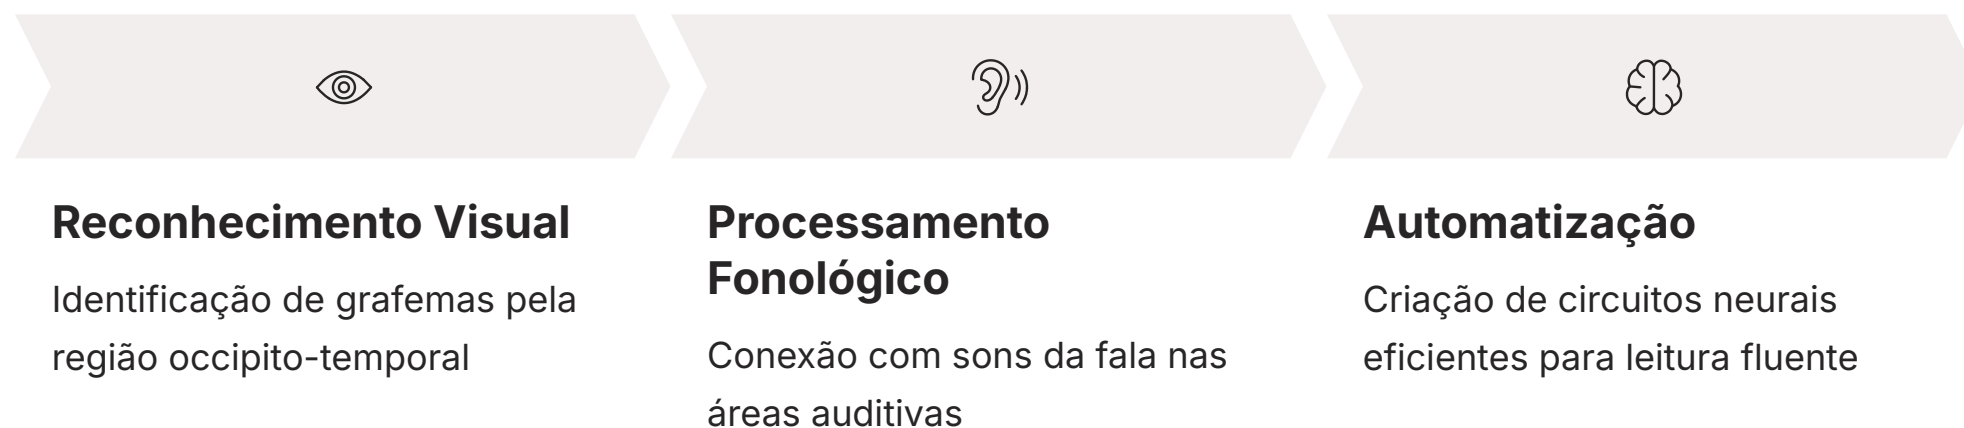 Reconhecimento Visual
Identificação de grafemas pela
região occipito-temporal
Processamento
Fonológico
Conexão com sons da fala nas
áreas auditivas
Automatização
Criação de circuitos neurais
eficientes para leitura fluente